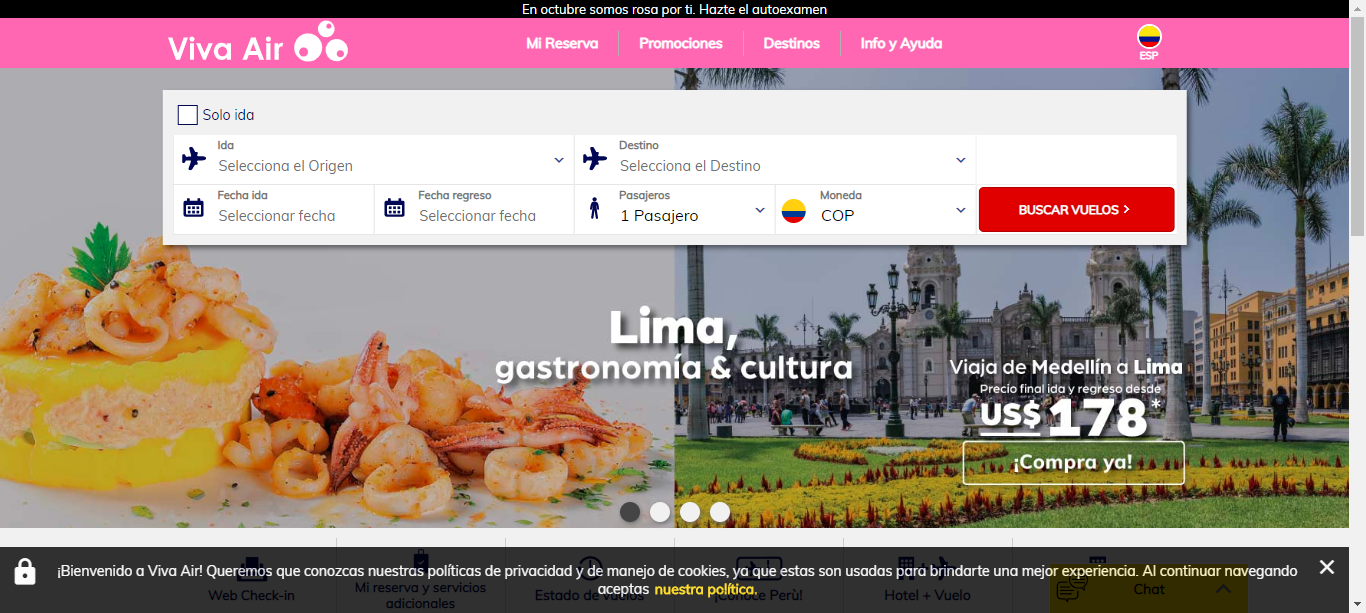 En octubre somos rosa por ti. Hazte el autoexamen
Viva Air
Mi Reserva
Promociones
Destinos
Info y Ayuda
ESP
Solo ida
Ida
Selecciona el Origen
Destino
Selecciona el Destino
Fecha ida
Seleccionar fecha
Fecha regreso
Seleccionar fecha
Pasajeros
1 Pasajero
Moneda
COP
BUSCAR VUELOS
Lima,
gastronomía & cultura
Viaja de Medellín a Lima
Precio final ida y regreso desde
US$ 178*
¡Compra ya!
¡Bienvenido a Viva Air! Queremos que conozcas nuestras políticas de privacidad y de manejo de cookies, ya que estas son usadas para brindarte una mejor experiencia. Al continuar navegando
aceptas nuestra política.
Web Check-in
Mi reserva y servicios
adicionales
Estado de vuelos
¡Conoce Perù!
Hotel + Vuelo
Chat